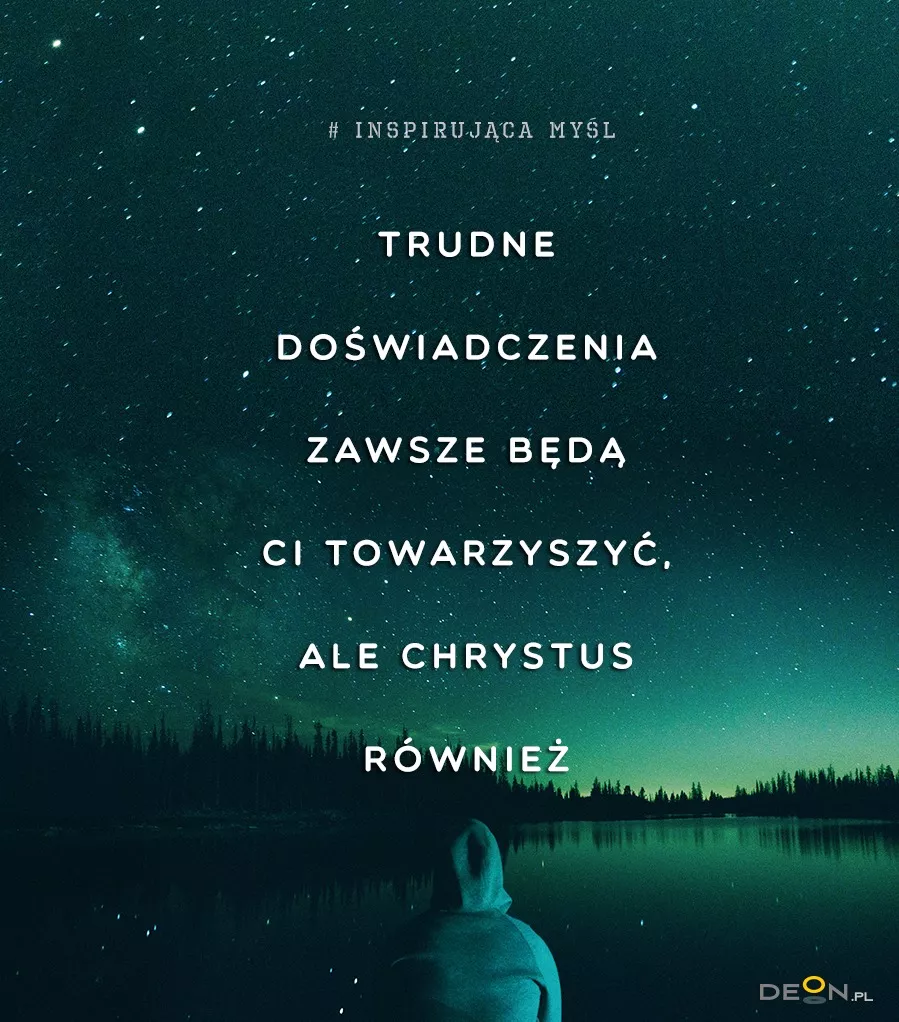 # INSPIRUJĄCA MYŚL
TRUDNE
DOŚWIADCZENIA
ZAWSZE BĘDĄ
CI TOWARZYSZYĆ,
ALE CHRYSTUS
RÓWNIEŻ
DEON.PL